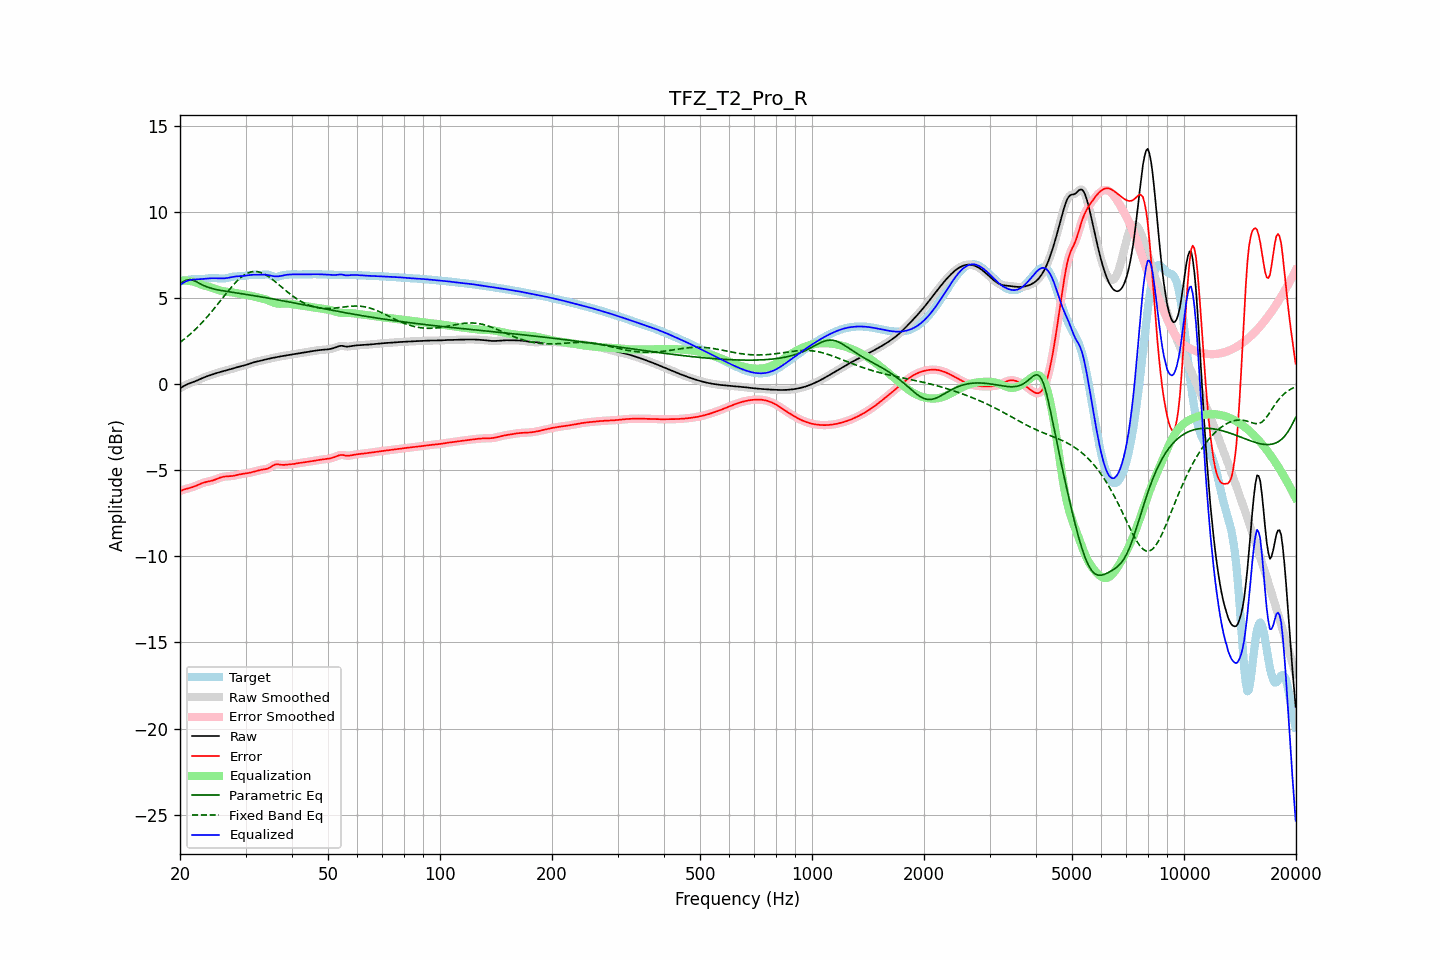 TFZ_T2_Pro_R
Amplitude (dBr)
15
10
5
0
−5
−10
−15
−20
−25
Target
Raw Smoothed
Error Smoothed
Raw
Error
Equalization
Parametric Eq
Fixed Band Eq
Equalized
20 50 100 200 500 1000 2000 5000 10000 20000
Frequency (Hz)